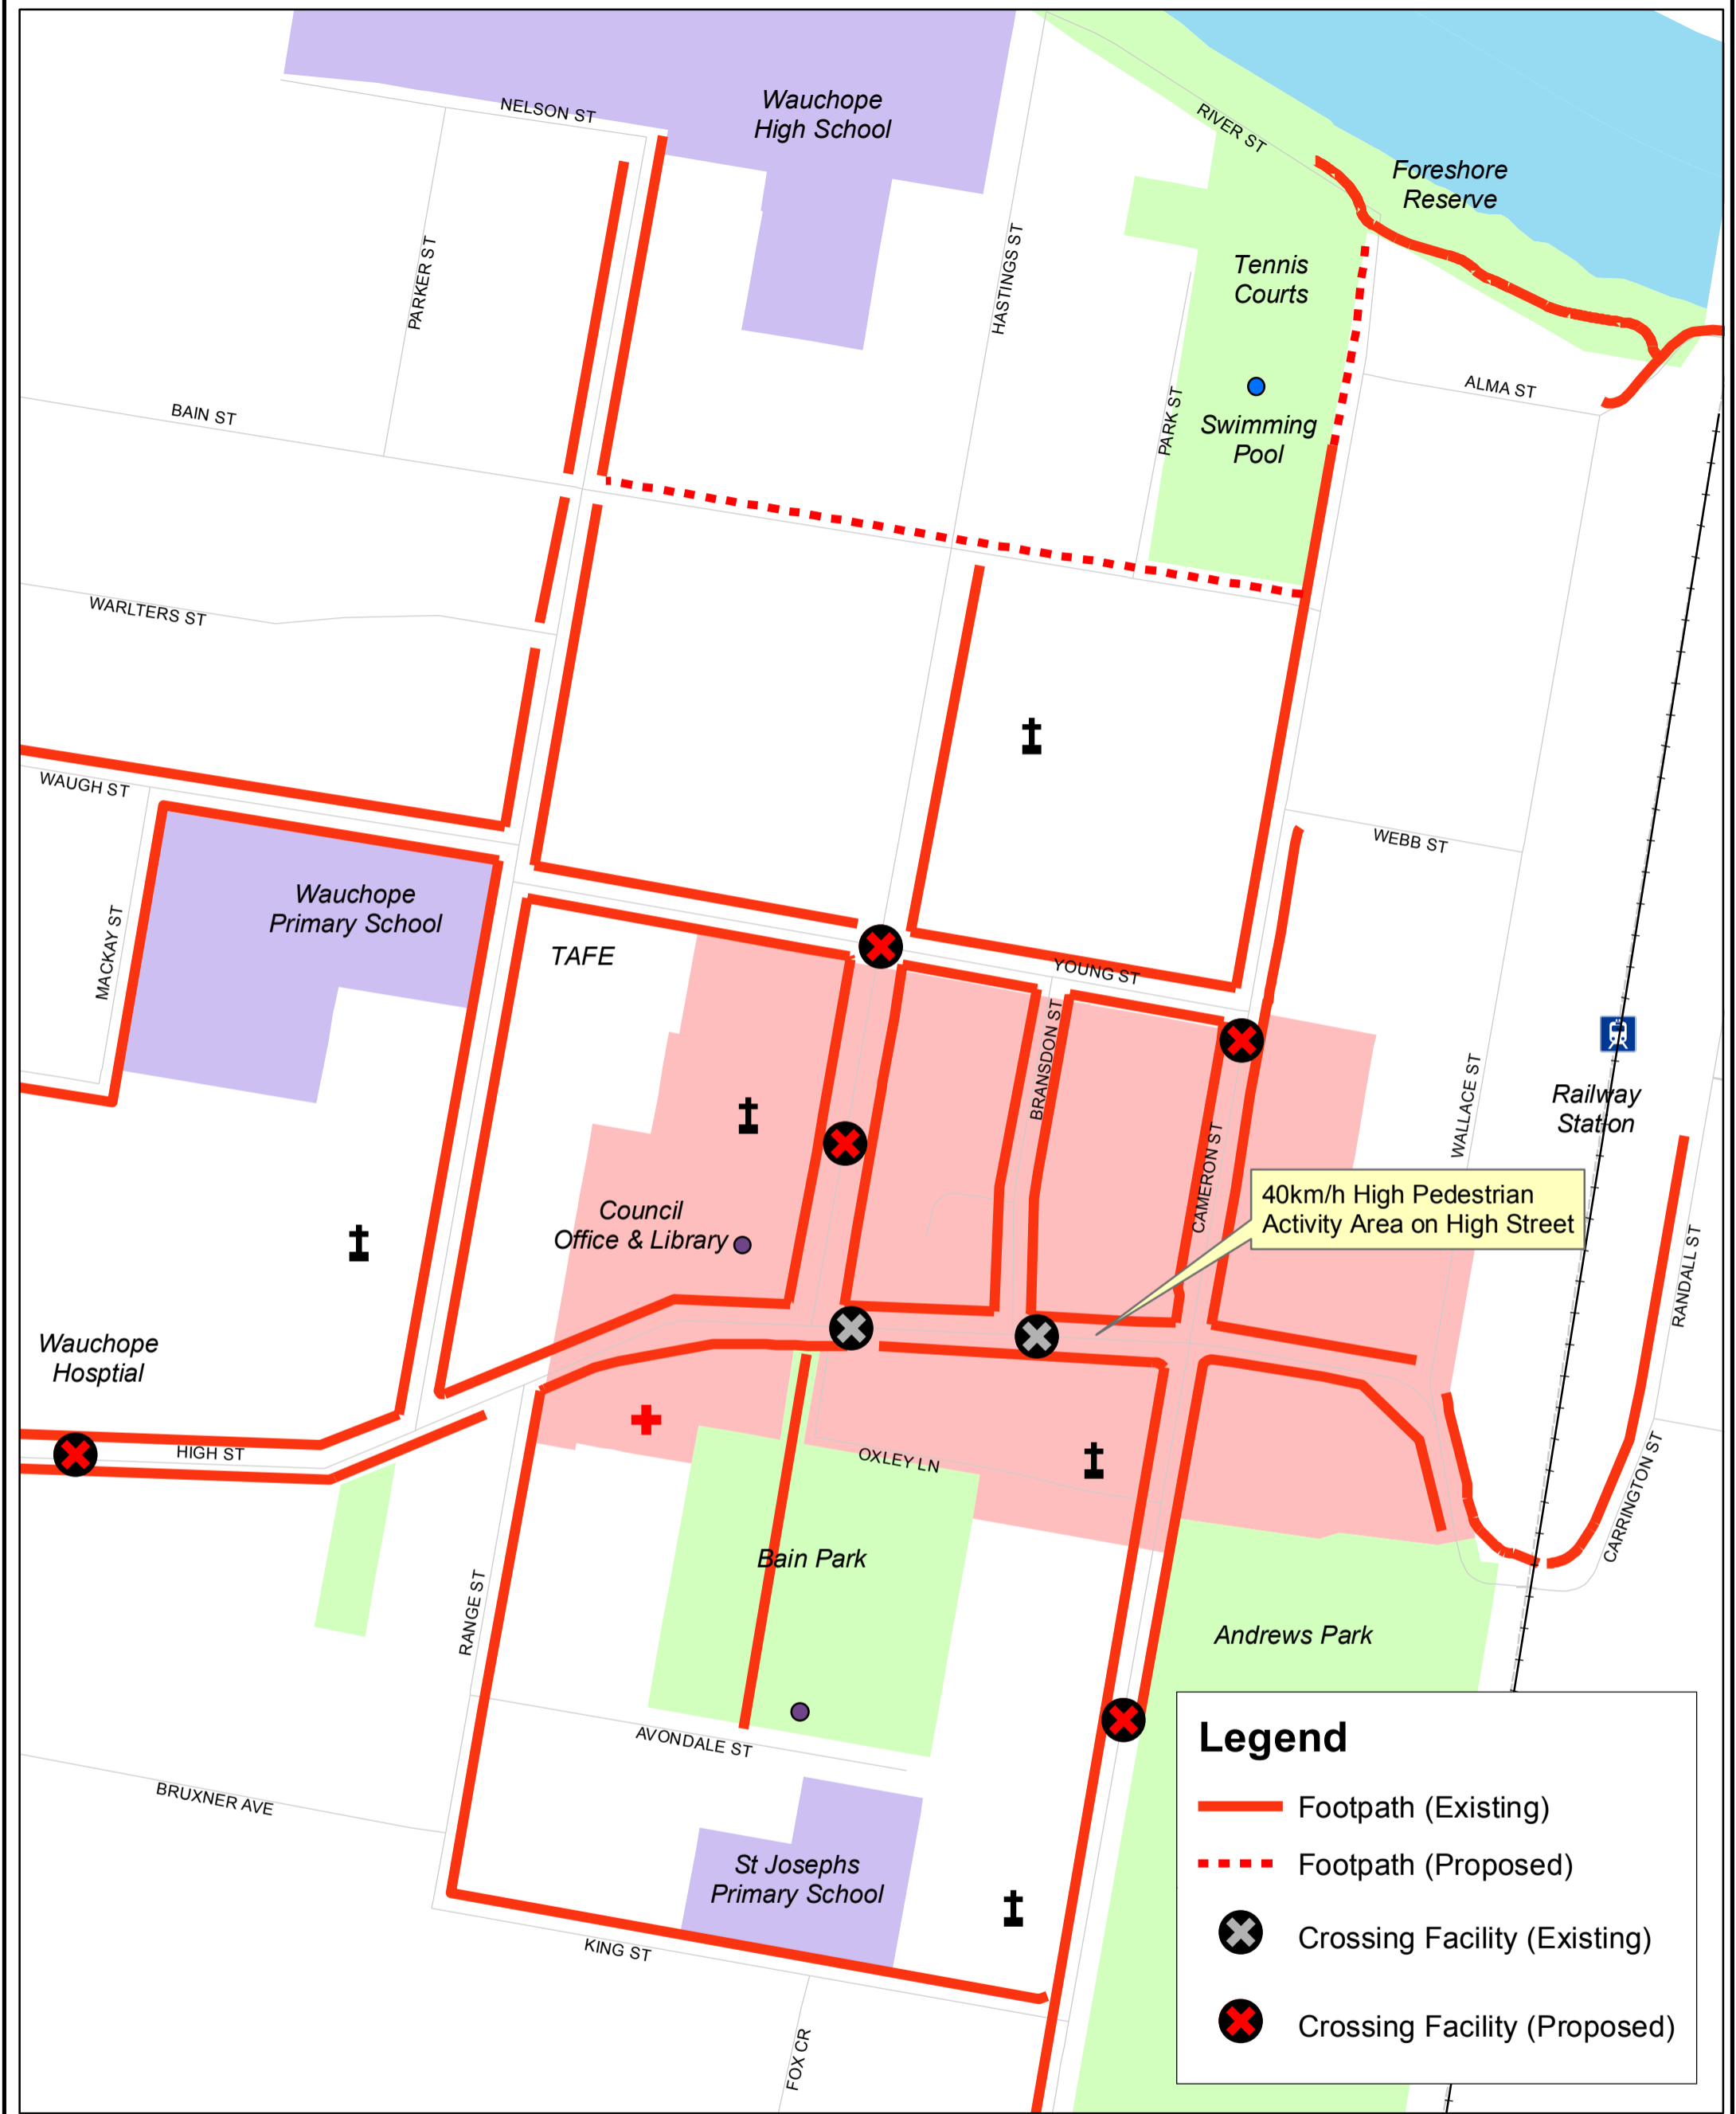 NELSON ST
Wauchope
High School
RIVER ST
Foreshore
Reserve
PARKER ST
HASTINGS ST
Tennis
Courts
ALMA ST
BAIN ST
PARK ST
Swimming
Pool
WARLTERS ST
WAUGH ST
WEBB ST
Wauchope
Primary School
MACKAY ST
TAFE
YOUNG ST
BRANSDON ST
WALLACE ST
Railway
Station
CAMERON ST
40km/h High Pedestrian
Activity Area on High Street
Council
Office & Library
RANDALL ST
Wauchope
Hosptial
HIGH ST
OXLEY LN
CARRINGTON ST
Bain Park
RANGE ST
Andrews Park
AVONDALE ST
BRUXNER AVE
St Josephs
Primary School
KING ST
FOX CR
Legend
Footpath (Existing)
Footpath (Proposed)
Crossing Facility (Existing)
Crossing Facility (Proposed)